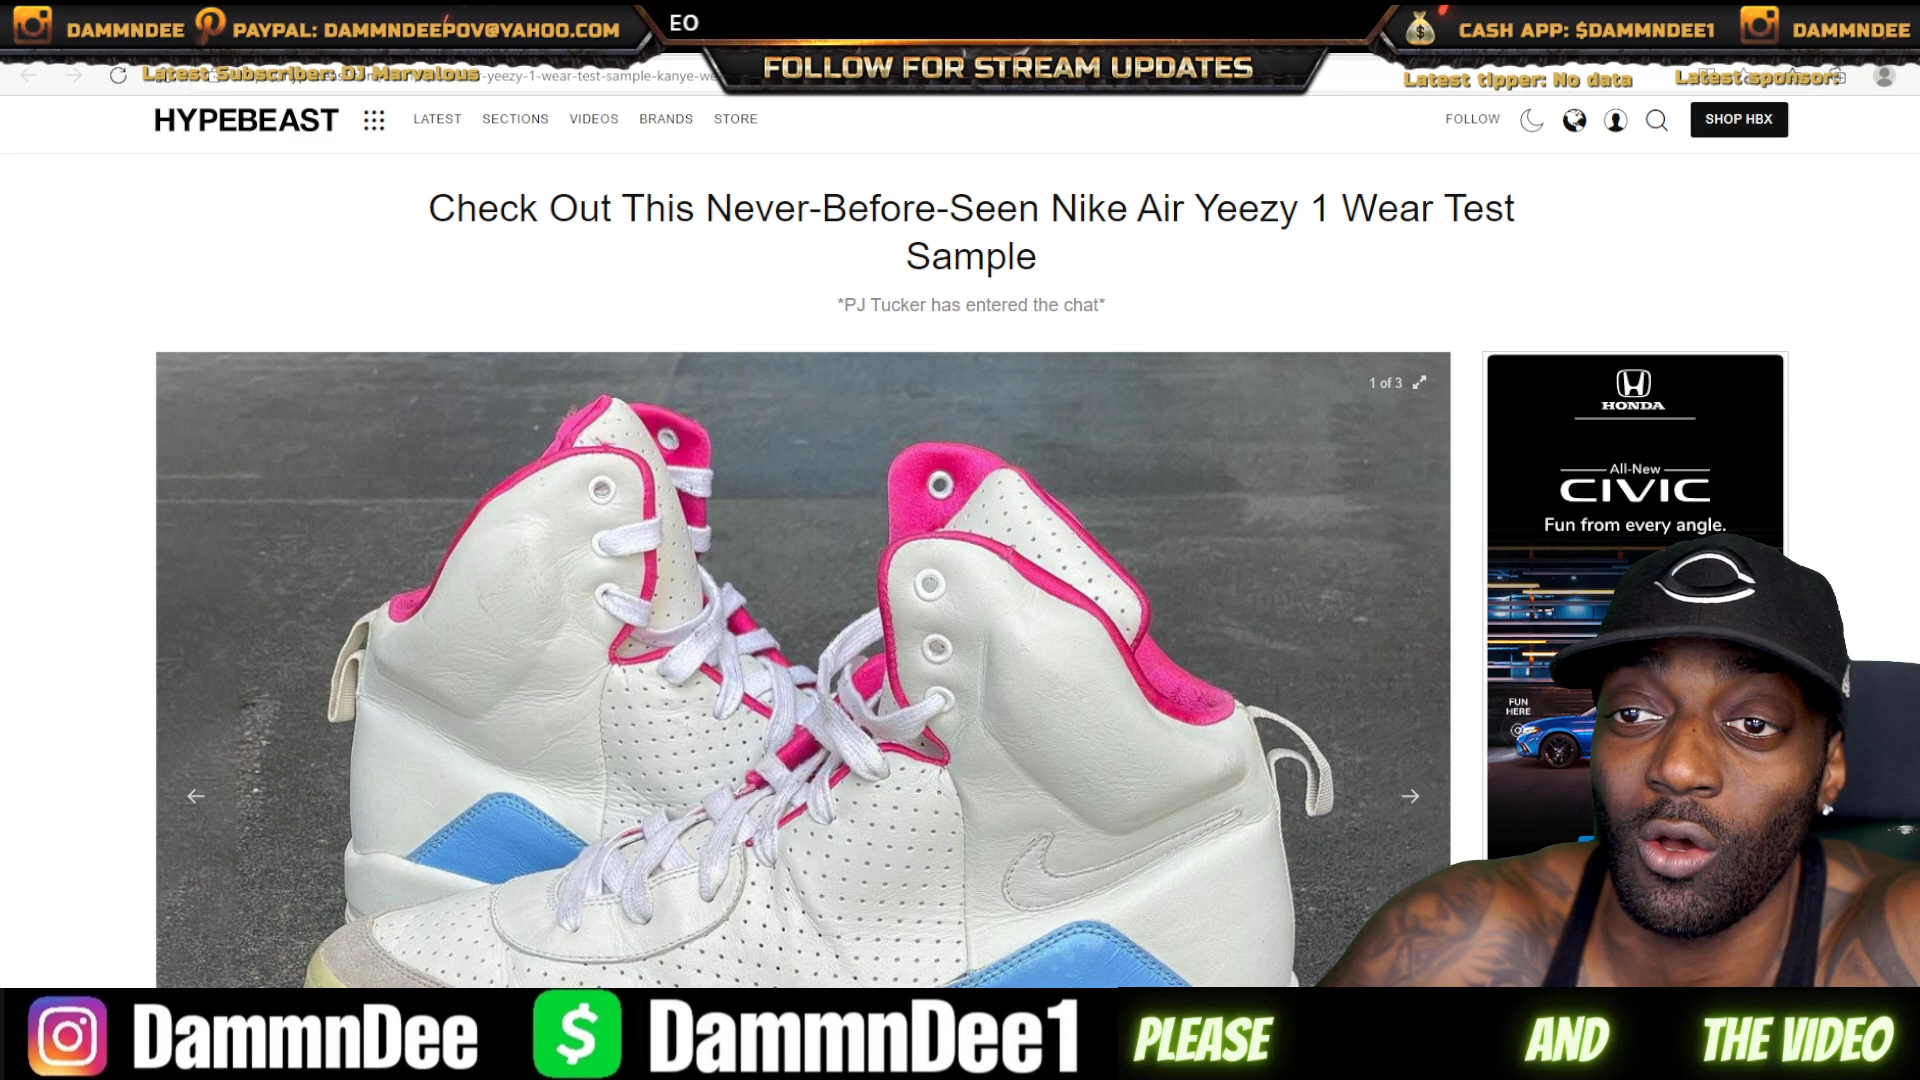 DAMMNDEE PAYPAL: DAMMNDEEPOV@YAHOO.COM
EO
CASH APP: $DAMMNDEE1 DAMMNDEE
FOLLOW FOR STREAM UPDATES
Latest Subscriber: DJ Marvalous
-yeezy-1-wear-test-sample-kanye-we
Latest tipper: No data
Latest sponsor:
HYPEBEAST
LATEST SECTIONS VIDEOS BRANDS STORE
FOLLOW
SHOP HBX
Check Out This Never-Before-Seen Nike Air Yeezy 1 Wear Test
Sample
*PJ Tucker has entered the chat*
1 of 3
HONDA
All-New
CIVIC
Fun from every angle.
FUN
HERE
DammnDee
$
DammnDee1
PLEASE AND THE VIDEO